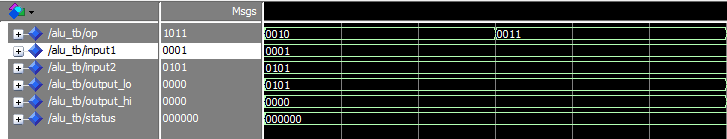 Msgs
/alu_tb/op 1011 0010 0011
/alu_tb/input1 0001 0001
/alu_tb/input2 0101 0101
/alu_tb/output_lo 0000 0101
/alu_tb/output_hi 0000 0000
/alu_tb/status 000000 000000